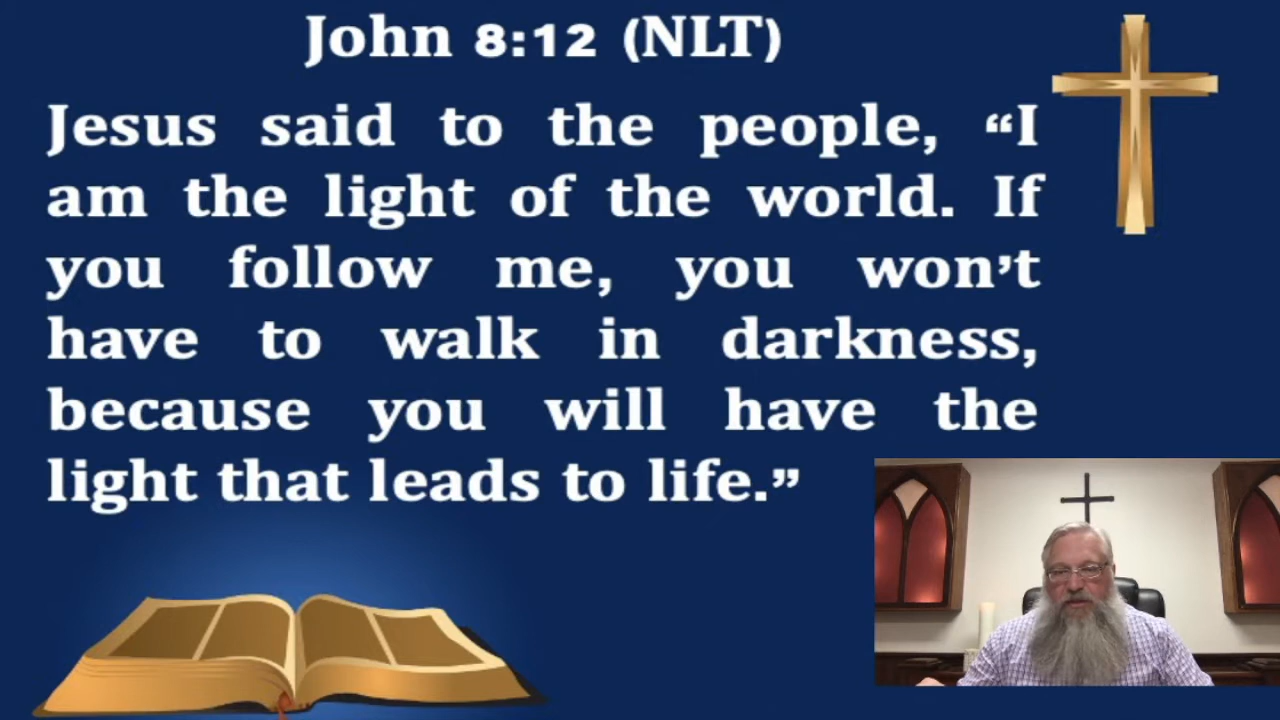 John 8:12 (NLT)
Jesus said to the people, “I
am the light of the world. If
you follow me, you won’t
have to walk in darkness,
because you will have the
light that leads to life.”